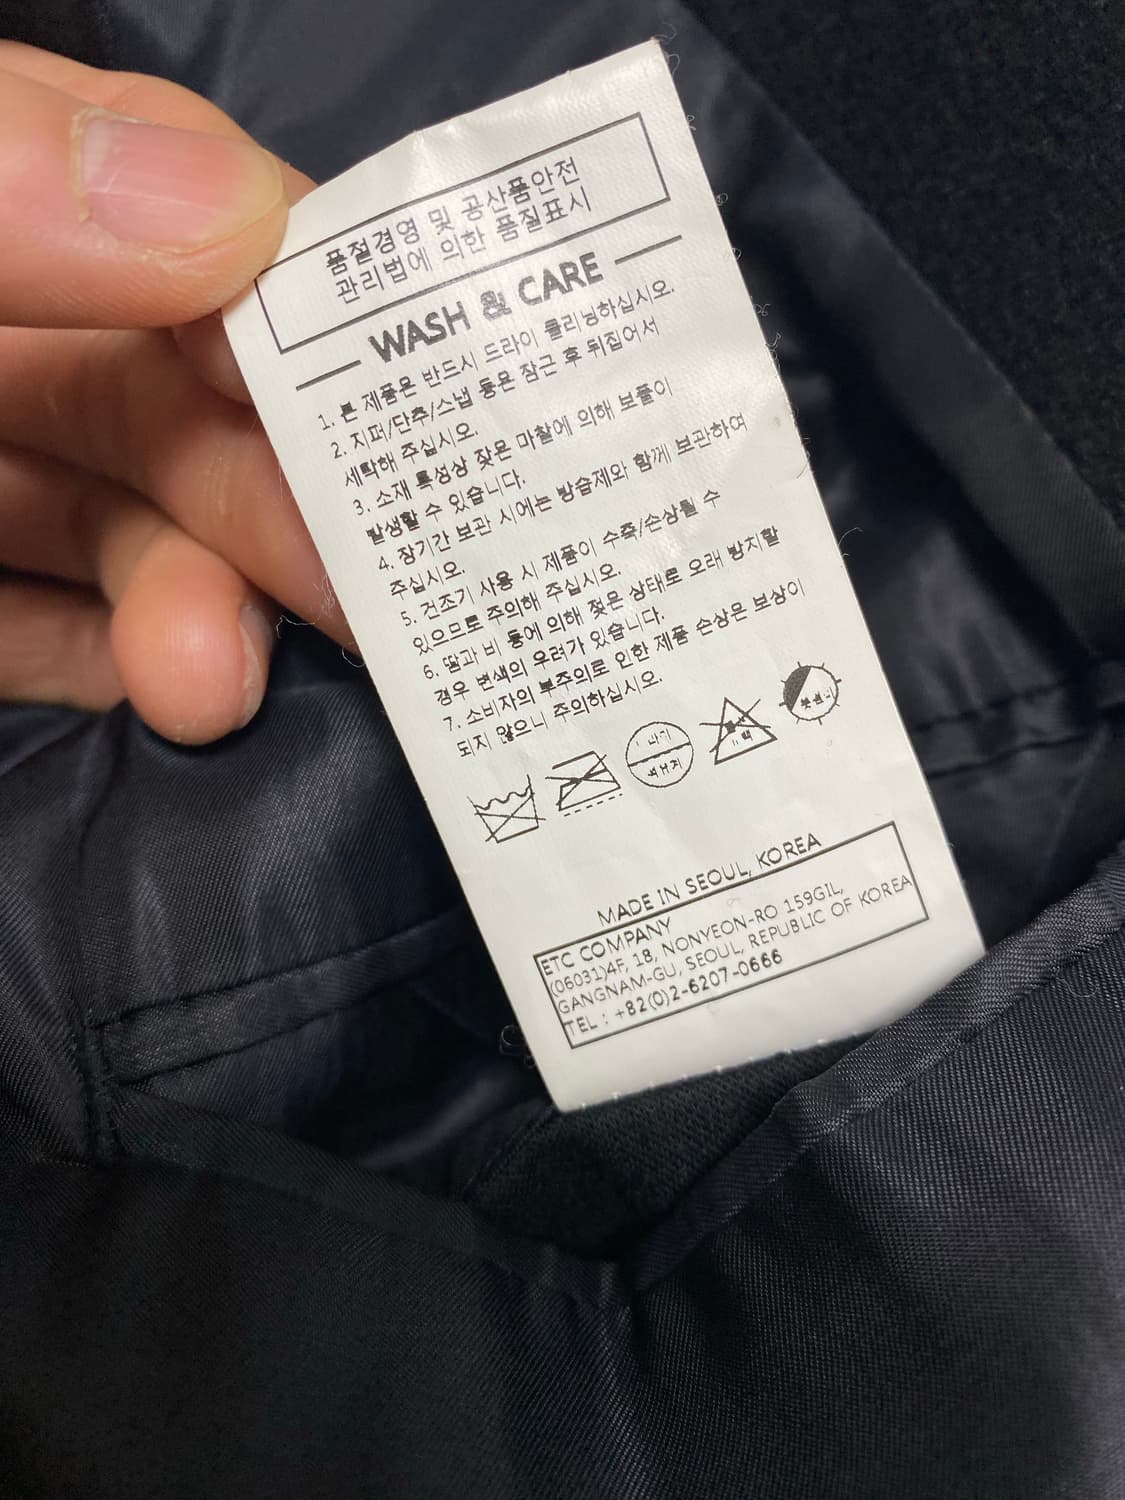 품절경영 및 공산품안전
관리법에 의한 품질표시
WASH & CARE
1. 본 제품은 반드시 드라이 클리닝하십시오.
2. 지퍼/단추/스냅 등은 잠근 후 뒤집어서
세탁해 주십시오.
3. 소재 특성상 잦은 마찰에 의해 보풀이
발생할 수 있습니다.
4. 장기간 보관 시에는 방습제와 함께 보관하여
주십시오.
5. 건조기 사용 시 제품이 수축/손상될 수
있으므로 주의해 주십시오.
6. 땀과 비 등에 의해 젖은 상태로 오래 방치할
경우 변색의 우려가 있습니다.
7. 소비자의 부주의로 인한 제품 손상은 보상이
되지 않으니 주의하십시오.
MADE IN SEOUL, KOREA
ETC COMPANY
(06031)4F, 18, NONYEON-RO 159GIL,
GANGNAM-GU, SEOUL, REPUBLIC OF KOREA
TEL : +82(0)2-6207-0666